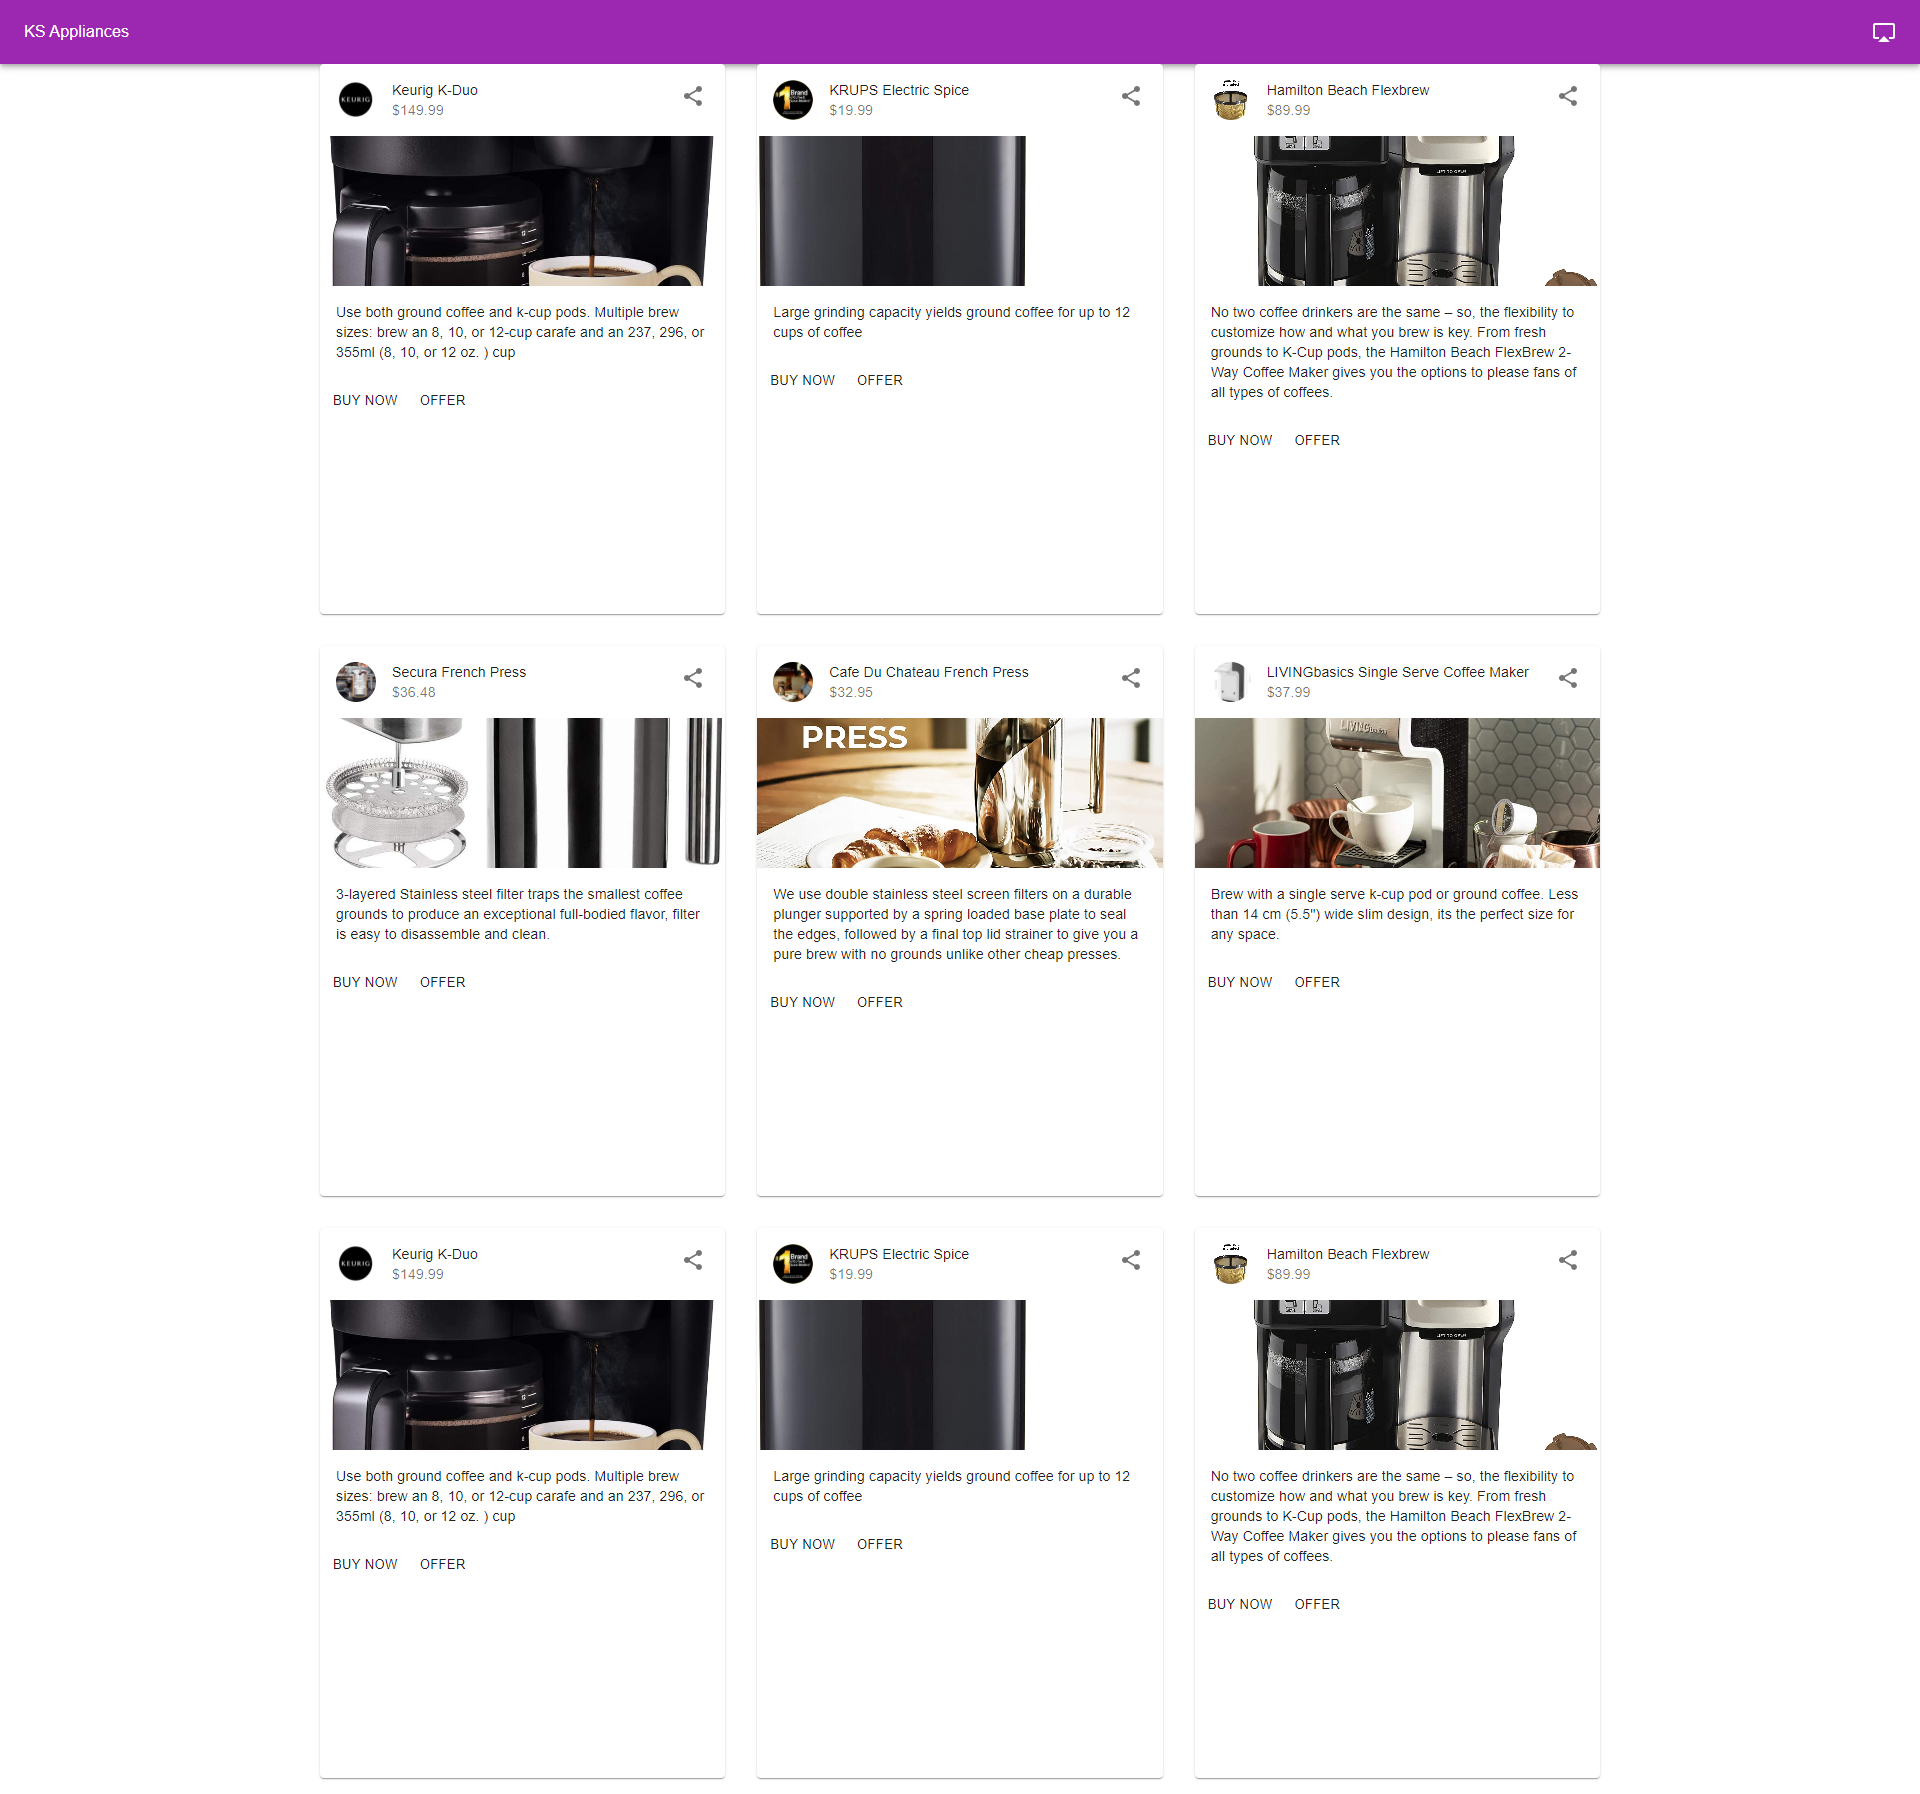 KS Appliances
Keurig K-Duo
$149.99
KEURIG
Use both ground coffee and k-cup pods. Multiple brew
sizes: brew an 8, 10, or 12-cup carafe and an 237, 296, or
355ml (8, 10, or 12 oz. ) cup
BUY NOW OFFER
KRUPS Electric Spice
$19.99
#1 Brand
Large grinding capacity yields ground coffee for up to 12
cups of coffee
BUY NOW OFFER
Hamilton Beach Flexbrew
$89.99
No two coffee drinkers are the same – so, the flexibility to
customize how and what you brew is key. From fresh
grounds to K-Cup pods, the Hamilton Beach FlexBrew 2-
Way Coffee Maker gives you the options to please fans of
all types of coffees.
BUY NOW OFFER
Secura French Press
$36.48
3-layered Stainless steel filter traps the smallest coffee
grounds to produce an exceptional full-bodied flavor, filter
is easy to disassemble and clean.
BUY NOW OFFER
Cafe Du Chateau French Press
$32.95
PRESS
We use double stainless steel screen filters on a durable
plunger supported by a spring loaded base plate to seal
the edges, followed by a final top lid strainer to give you a
pure brew with no grounds unlike other cheap presses.
BUY NOW OFFER
LIVINGbasics Single Serve Coffee Maker
$37.99
LIVINGbasics
Brew with a single serve k-cup pod or ground coffee. Less
than 14 cm (5.5") wide slim design, its the perfect size for
any space.
BUY NOW OFFER
Keurig K-Duo
$149.99
KEURIG
Use both ground coffee and k-cup pods. Multiple brew
sizes: brew an 8, 10, or 12-cup carafe and an 237, 296, or
355ml (8, 10, or 12 oz. ) cup
BUY NOW OFFER
KRUPS Electric Spice
$19.99
#1 Brand
Large grinding capacity yields ground coffee for up to 12
cups of coffee
BUY NOW OFFER
Hamilton Beach Flexbrew
$89.99
No two coffee drinkers are the same – so, the flexibility to
customize how and what you brew is key. From fresh
grounds to K-Cup pods, the Hamilton Beach FlexBrew 2-
Way Coffee Maker gives you the options to please fans of
all types of coffees.
BUY NOW OFFER